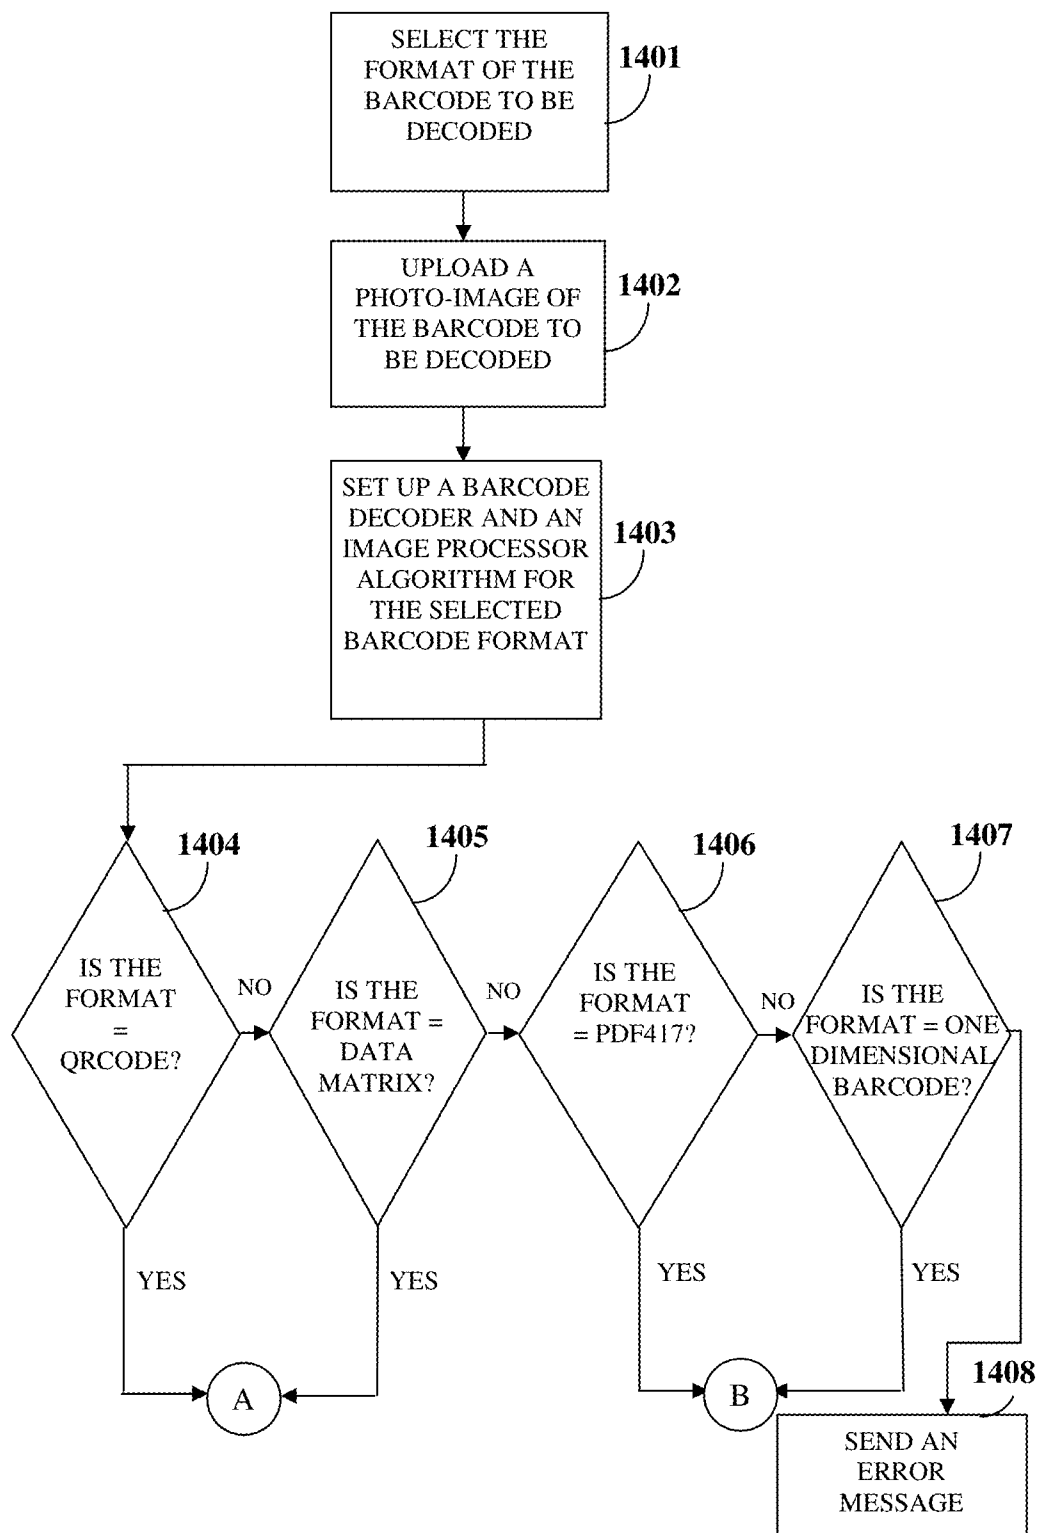 SELECT THE
FORMAT OF THE
BARCODE TO BE
DECODED
1401
UPLOAD A
PHOTO-IMAGE OF
THE BARCODE TO
BE DECODED
1402
SET UP A BARCODE
DECODER AND AN
IMAGE PROCESSOR
ALGORITHM FOR
THE SELECTED
BARCODE FORMAT
1403
1404
IS THE
FORMAT
=
QRCODE?
NO
YES
1405
IS THE
FORMAT =
DATA
MATRIX?
NO
YES
A
1406
IS THE
FORMAT
= PDF417?
NO
YES
1407
IS THE
FORMAT = ONE
DIMENSIONAL
BARCODE?
YES
B
1408
SEND AN
ERROR
MESSAGE